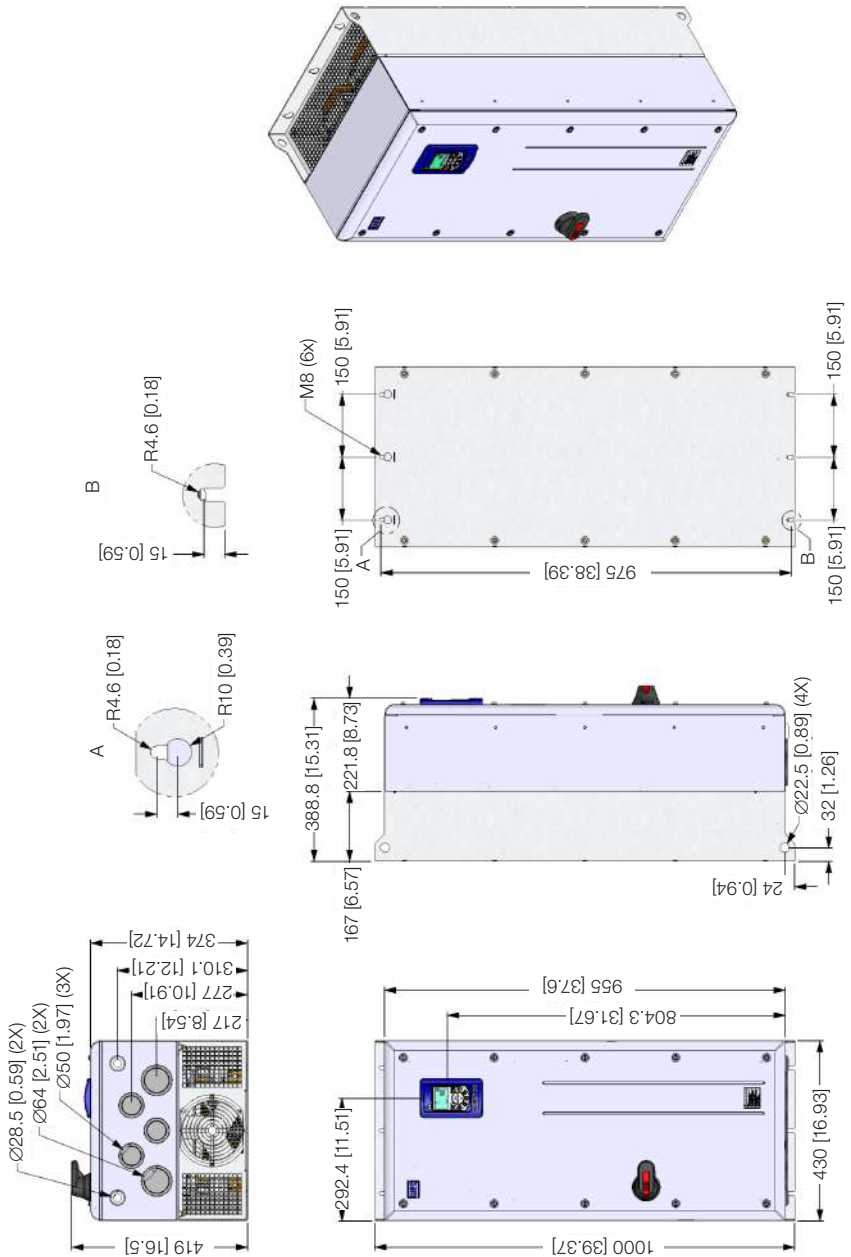 A
B
R4.6 [0.18]
15 [0.59]
R4.6 [0.18]
R10 [0.39]
15 [0.59]
M8 (6x)
150 [5.91]
150 [5.91]
A
975 [38.39]
B
150 [5.91]
150 [5.91]
388.8 [15.31]
221.8 [8.73]
167 [6.57]
Ø22.5 [0.89] (4X)
32 [1.26]
24 [0.94]
Ø28.5 [0.59] (2X)
Ø64 [2.51] (2X)
Ø50 [1.97] (3X)
374 [14.72]
310.1 [12.21]
277 [10.91]
217 [8.54]
419 [16.5]
292.4 [11.51]
955 [37.6]
804.3 [31.67]
430 [16.93]
1000 [39.37]